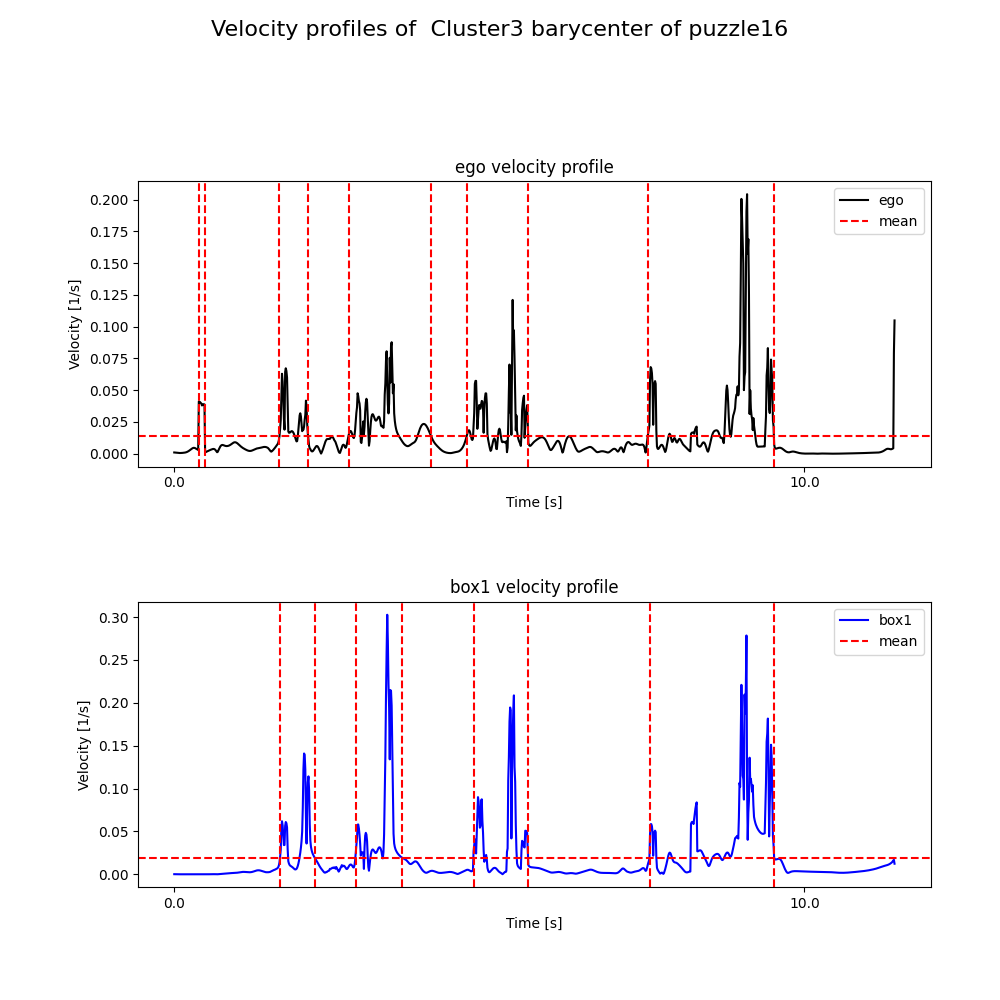 Velocity profiles of  Cluster3 barycenter of puzzle16
ego velocity profile
Velocity [1/s]
0.200
0.175
0.150
0.125
0.100
0.075
0.050
0.025
0.000
ego
mean
0.0
10.0
Time [s]
box1 velocity profile
Velocity [1/s]
0.30
0.25
0.20
0.15
0.10
0.05
0.00
box1
mean
0.0
10.0
Time [s]